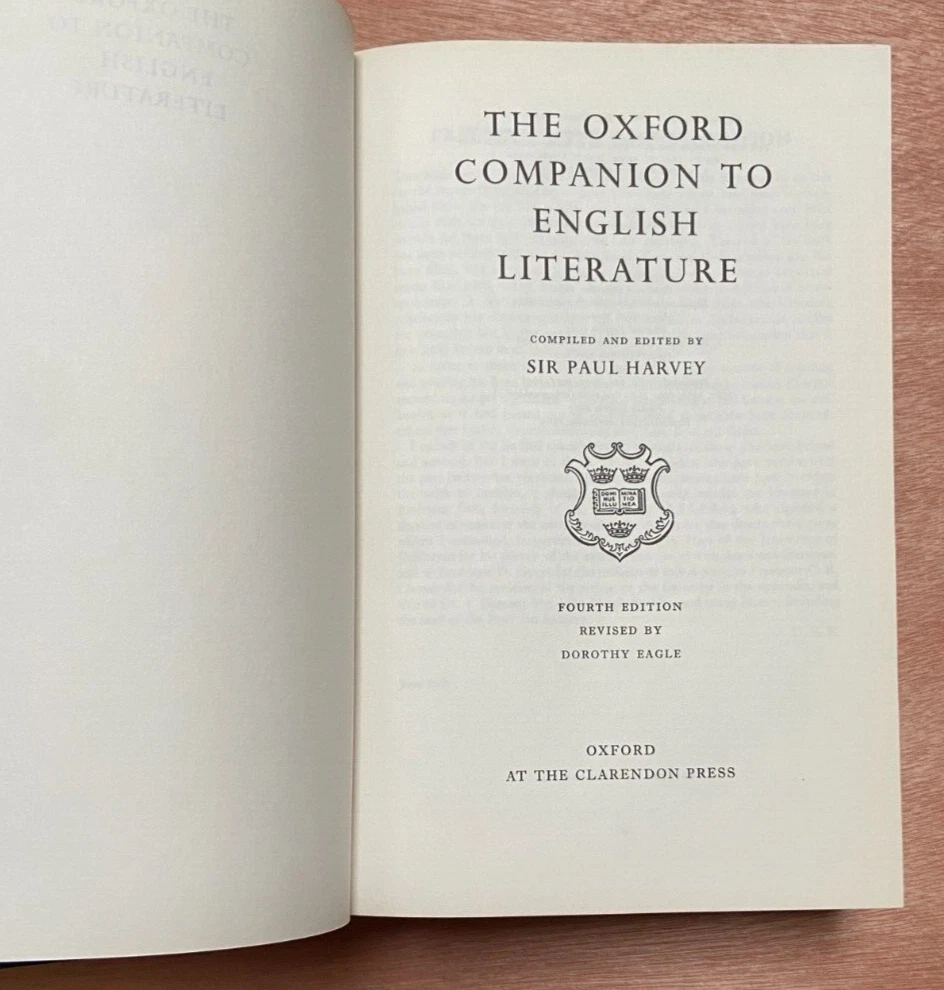 THE OXFORD
COMPANION TO
ENGLISH
LITERATURE
COMPILED AND EDITED BY
SIR PAUL HARVEY
DOMI MINA
NUS TIO
ILLU MEA
FOURTH EDITION
REVISED BY
DOROTHY EAGLE
OXFORD
AT THE CLARENDON PRESS